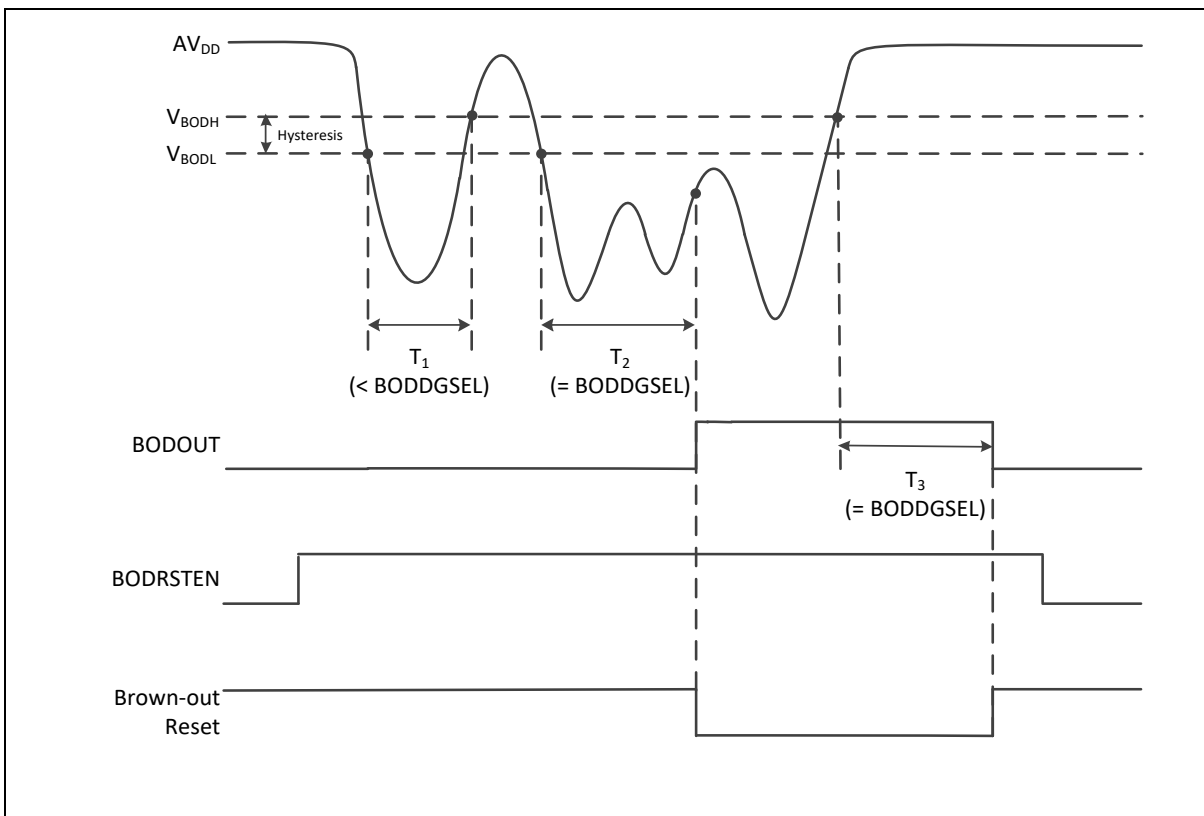 AVDD
VBODH
Hysteresis
VBODL
T1
(< BODDGSEL)
T2
(= BODDGSEL)
BODOUT
T3
(= BODDGSEL)
BODRSTEN
Brown-out
Reset